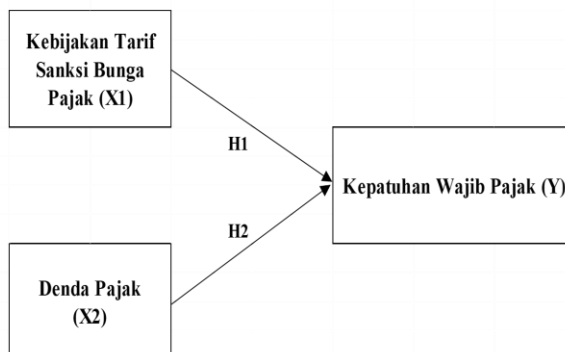 Kebijakan Tarif
Sanksi Bunga
Pajak (X1)
H1
Kepatuhan Wajib Pajak (Y)
H2
Denda Pajak
(X2)